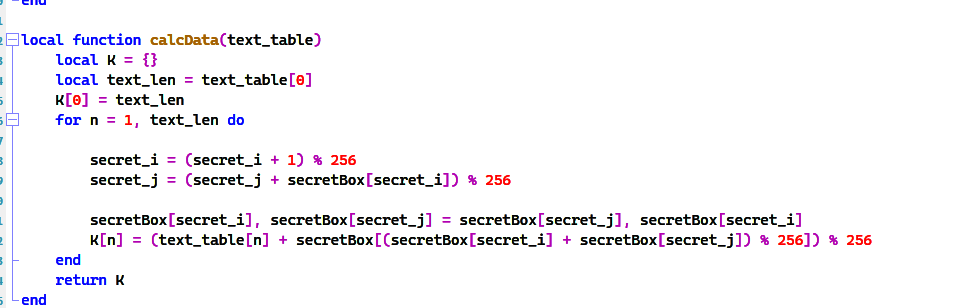 end
local function calcData(text_table)
    local K = {}
    local text_len = text_table[0]
    K[0] = text_len
    for n = 1, text_len do
        secret_i = (secret_i + 1) % 256
        secret_j = (secret_j + secretBox[secret_i]) % 256
        secretBox[secret_i], secretBox[secret_j] = secretBox[secret_j], secretBox[secret_i]
        K[n] = (text_table[n] + secretBox[(secretBox[secret_i] + secretBox[secret_j]) % 256]) % 256
    end
    return K
end